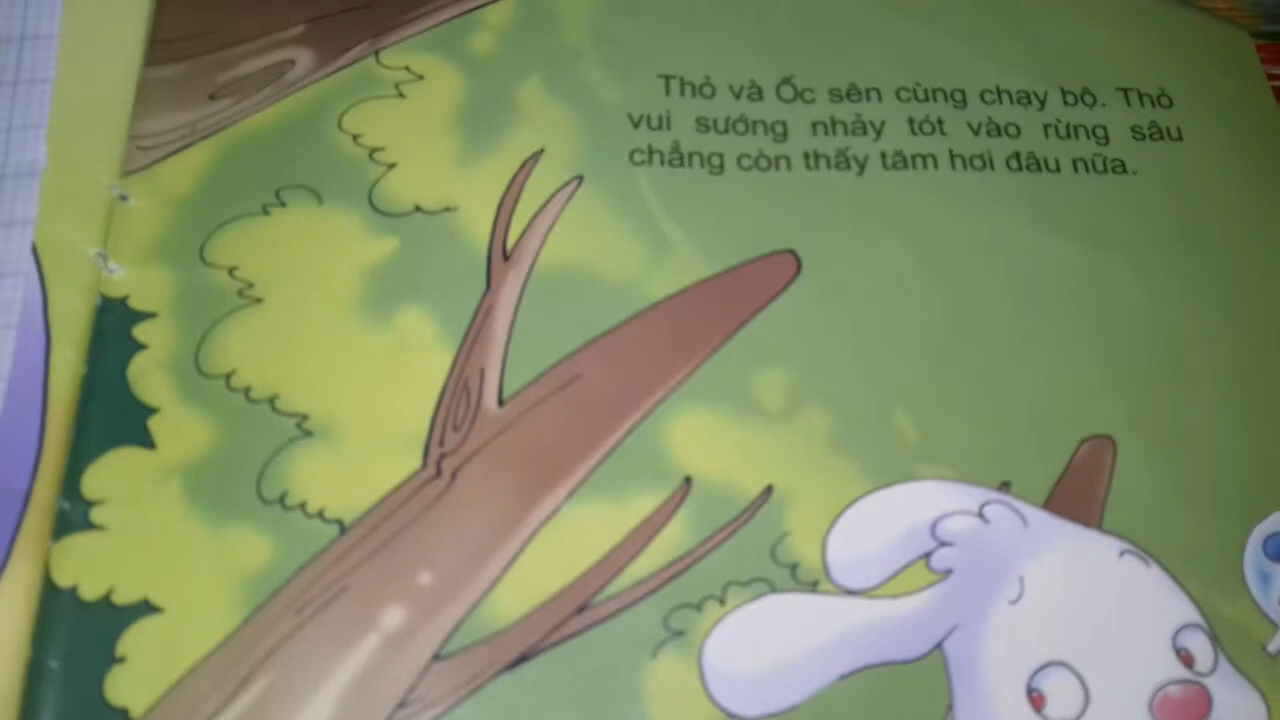 Thỏ và Ốc sên cùng chạy bộ. Thỏ
vui sướng nhảy tót vào rừng sâu
chẳng còn thấy tăm hơi đâu nữa.